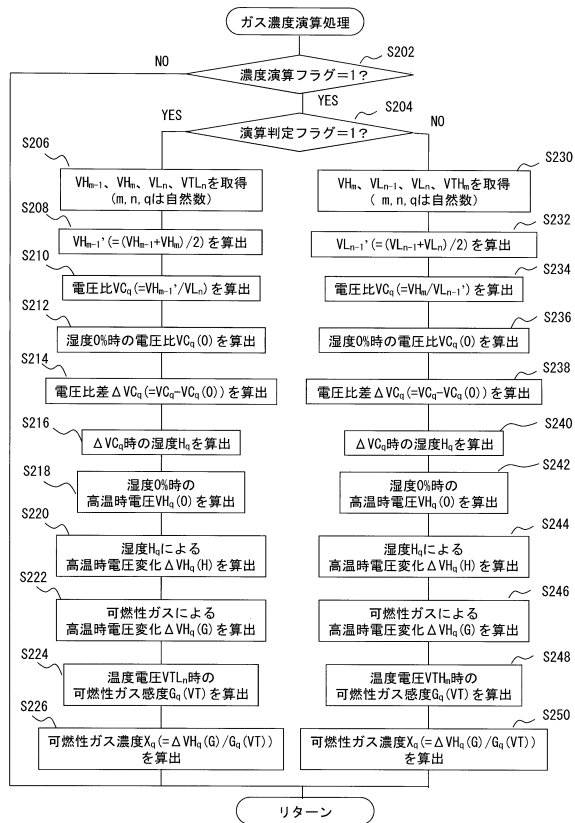 ガス濃度演算処理
S202
NO
濃度演算フラグ=1?
YES
S204
YES
演算判定フラグ=1?
NO
S206
VHm-1、VHm、VLn、VTLnを取得
(m,n,qは自然数)
S208
VHm-1'(=(VHm-1+VHm)/2)を算出
S210
電圧比VCq(=VHm-1'/VLn)を算出
S212
湿度0%時の電圧比VCq(0)を算出
S214
電圧比差ΔVCq(=VCq-VCq(0))を算出
S216
ΔVCq時の湿度Hqを算出
S218
湿度0%時の
高温時電圧VHq(0)を算出
S220
湿度Hqによる
高温時電圧変化ΔVHq(H)を算出
S222
可燃性ガスによる
高温時電圧変化ΔVHq(G)を算出
S224
温度電圧VTLn時の
可燃性ガス感度Gq(VT)を算出
S226
可燃性ガス濃度Xq(=ΔVHq(G)/Gq(VT))
を算出
S230
VHm、VLn-1、VLn、VTHmを取得
( m,n,qは自然数)
S232
VLn-1'(=(VLn-1+VLn)/2)を算出
S234
電圧比VCq(=VHm/VLn-1')を算出
S236
湿度0%時の電圧比VCq(0)を算出
S238
電圧比差ΔVCq(=VCq-VCq(0))を算出
S240
ΔVCq時の湿度Hqを算出
S242
湿度0%時の
高温時電圧VHq(0)を算出
S244
湿度Hqによる
高温時電圧変化ΔVHq(H)を算出
S246
可燃性ガスによる
高温時電圧変化ΔVHq(G)を算出
S248
温度電圧VTHm時の
可燃性ガス感度Gq(VT)を算出
S250
可燃性ガス濃度Xq(=ΔVHq(G)/Gq(VT))
を算出
リターン